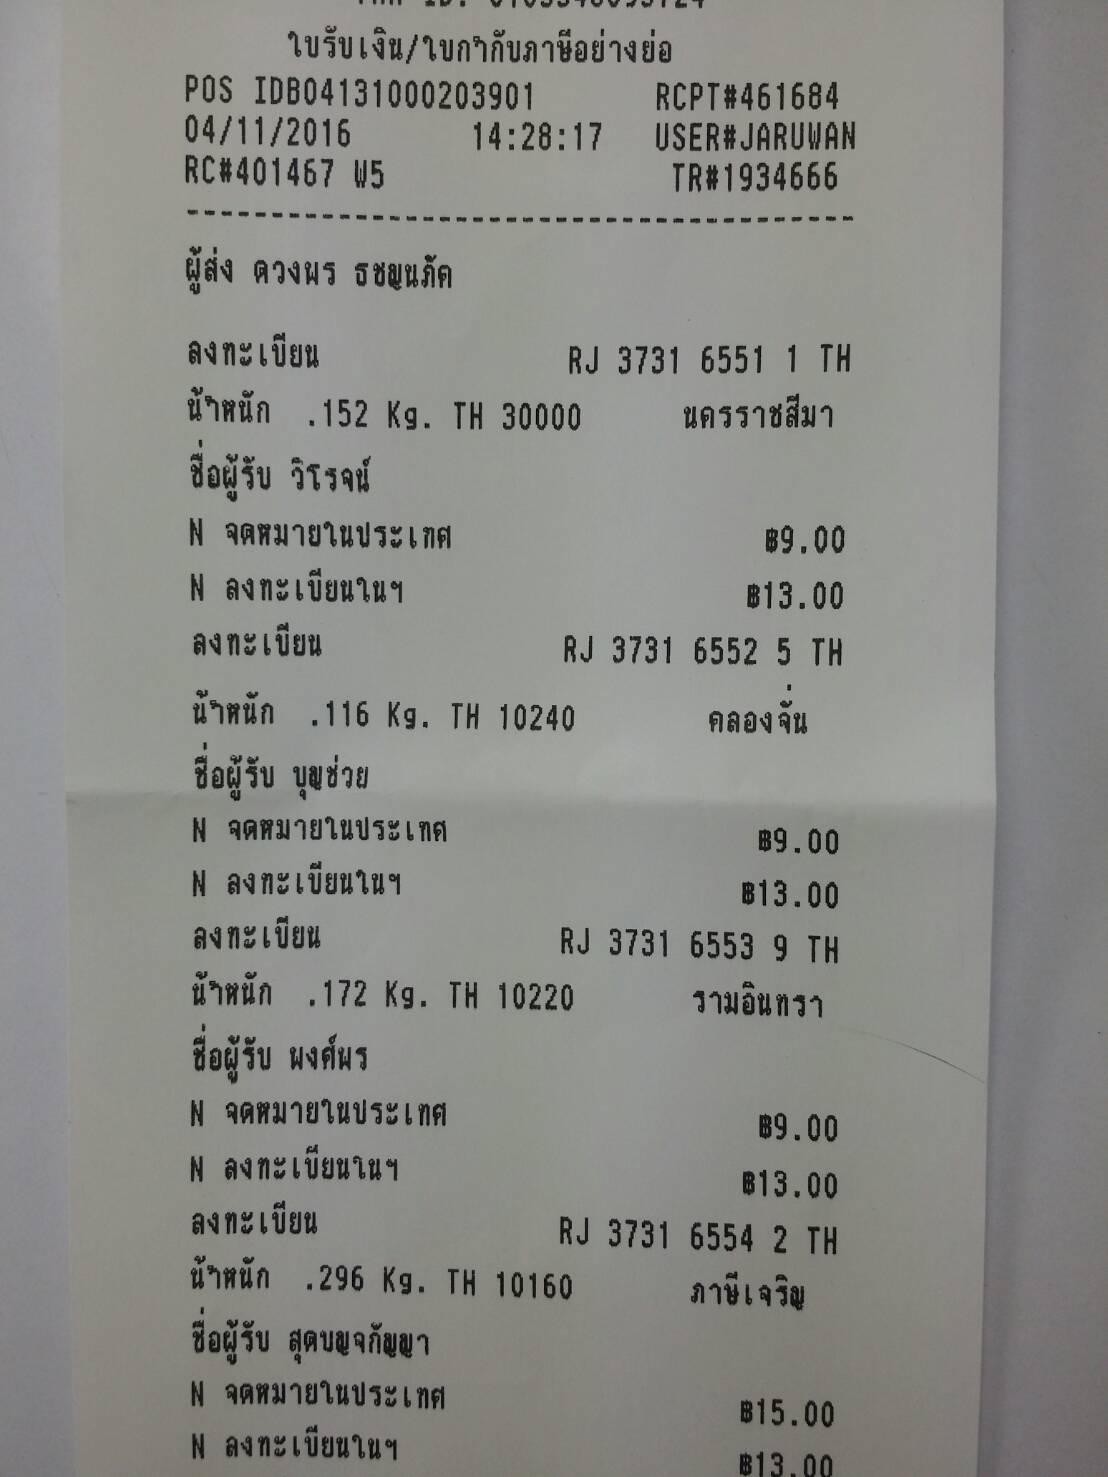 ใบรับเงิน/ใบกำกับภาษีอย่างย่อ
POS IDB04131000203901 RCPT#461684
04/11/2016 14:28:17 USER#JARUWAN
RC#401467 W5 TR#1934666
ผู้ส่ง ดวงพร ธชญนภัค
ลงทะเบียน RJ 3731 6551 1 TH
น้ำหนัก .152 Kg. TH 30000 นครราชสีมา
ชื่อผู้รับ วิโรจน์
N จดหมายในประเทศ ฿9.00
N ลงทะเบียนในฯ ฿13.00
ลงทะเบียน RJ 3731 6552 5 TH
น้ำหนัก .116 Kg. TH 10240 คลองจั่น
ชื่อผู้รับ บุญช่วย
N จดหมายในประเทศ ฿9.00
N ลงทะเบียนในฯ ฿13.00
ลงทะเบียน RJ 3731 6553 9 TH
น้ำหนัก .172 Kg. TH 10220 รามอินทรา
ชื่อผู้รับ พงศ์พร
N จดหมายในประเทศ ฿9.00
N ลงทะเบียนในฯ ฿13.00
ลงทะเบียน RJ 3731 6554 2 TH
น้ำหนัก .296 Kg. TH 10160 ภาษีเจริญ
ชื่อผู้รับ สุดบญจกัญญา
N จดหมายในประเทศ ฿15.00
N ลงทะเบียนในฯ ฿13.00